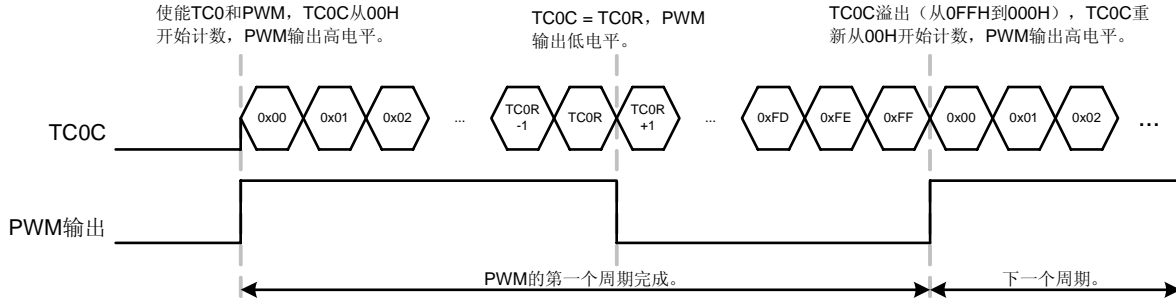 使能TC0和PWM，TC0C从00H
开始计数，PWM输出高电平。
TC0C = TC0R，PWM
输出低电平。
TC0C溢出（从0FFH到000H），TC0C重
新从00H开始计数，PWM输出高电平。
TC0C
0x00 0x01 0x02 ... TC0R -1 TC0R TC0R +1 ... 0xFD 0xFE 0xFF 0x00 0x01 0x02 ...
PWM输出
PWM的第一个周期完成。
下一个周期。